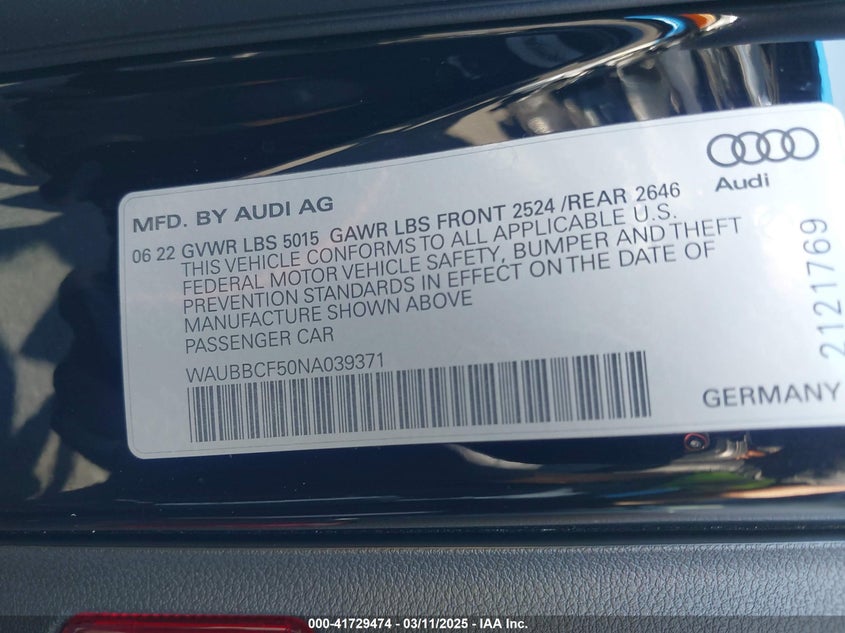 Audi
MFD. BY AUDI AG
06 22 GVWR LBS 5015 GAWR LBS FRONT 2524 /REAR 2646
THIS VEHICLE CONFORMS TO ALL APPLICABLE U.S.
FEDERAL MOTOR VEHICLE SAFETY, BUMPER AND THEFT
PREVENTION STANDARDS IN EFFECT ON THE DATE OF
MANUFACTURE SHOWN ABOVE
PASSENGER CAR
WAUBBCF50NA039371
GERMANY
2121769
000-41729474 - 03/11/2025 - IAA Inc.